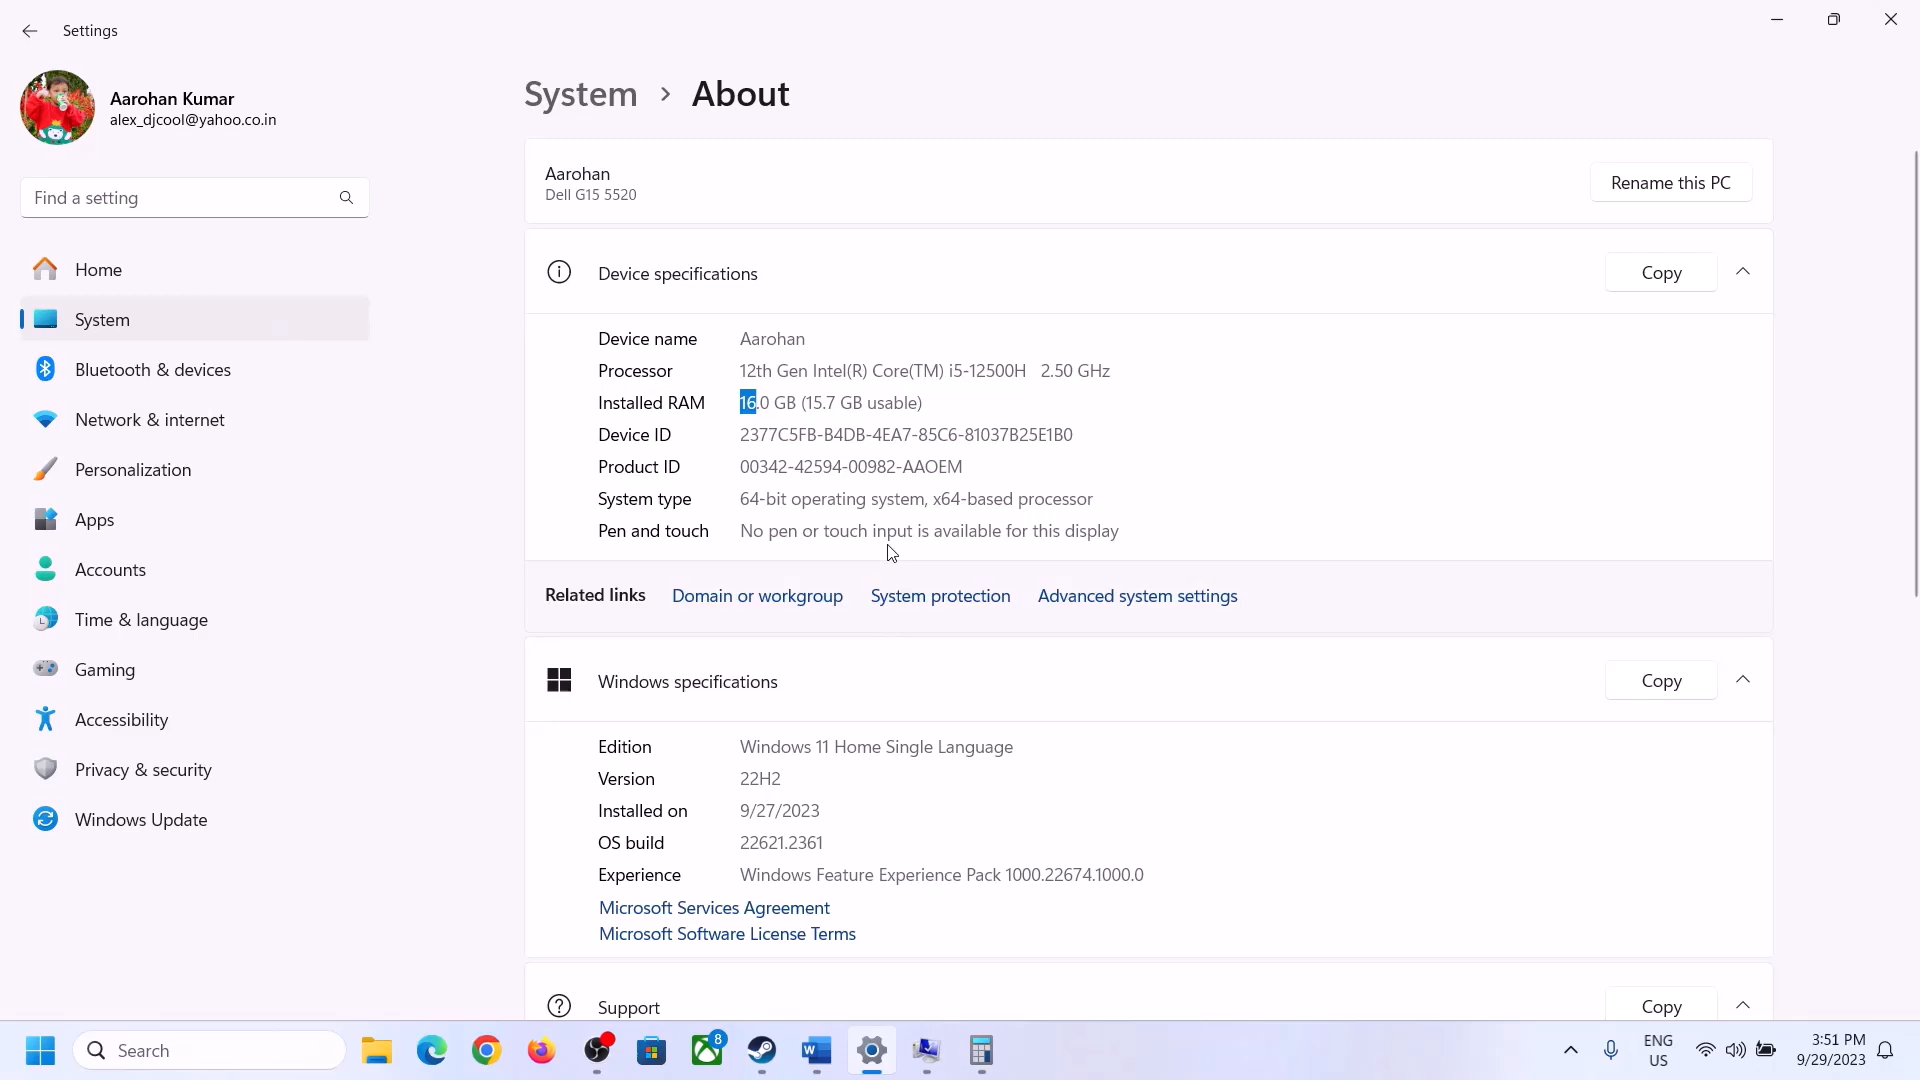 Settings
Aarohan Kumar
alex_djcool@yahoo.co.in
Find a setting
Home
System
Bluetooth & devices
Network & internet
Personalization
Apps
Accounts
Time & language
Gaming
Accessibility
Privacy & security
Windows Update
System > About
Aarohan
Dell G15 5520
Rename this PC
Device specifications
Copy
Device name Aarohan
Processor 12th Gen Intel(R) Core(TM) i5-12500H 2.50 GHz
Installed RAM 16.0 GB (15.7 GB usable)
Device ID 2377C5FB-B4DB-4EA7-85C6-81037B25E1B0
Product ID 00342-42594-00982-AAOEM
System type 64-bit operating system, x64-based processor
Pen and touch No pen or touch input is available for this display
Related links Domain or workgroup System protection Advanced system settings
Windows specifications
Copy
Edition Windows 11 Home Single Language
Version 22H2
Installed on 9/27/2023
OS build 22621.2361
Experience Windows Feature Experience Pack 1000.22674.1000.0
Microsoft Services Agreement
Microsoft Software License Terms
Support
Copy
Search
8
W
ENG
US
3:51 PM
9/29/2023